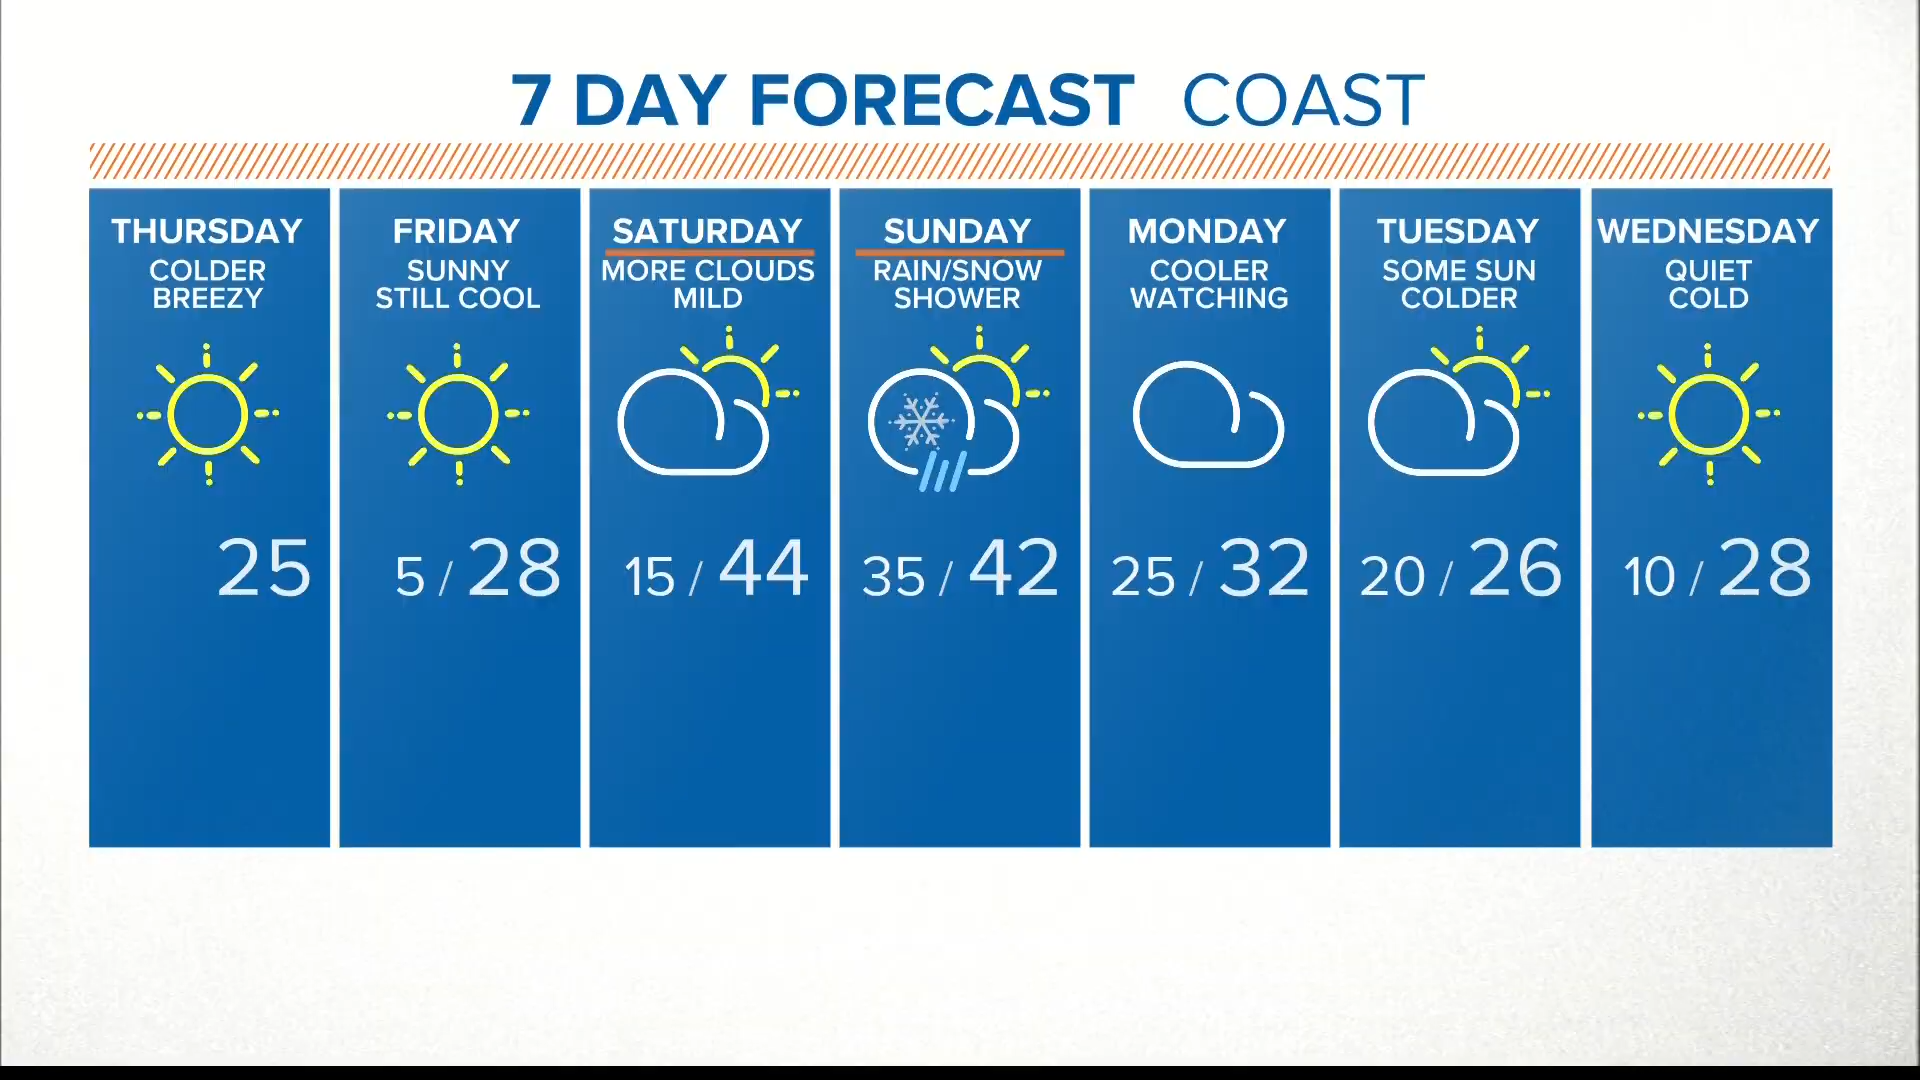 7 DAY FORECAST COAST
THURSDAY
COLDER
BREEZY
25
FRIDAY
SUNNY
STILL COOL
5 / 28
SATURDAY
MORE CLOUDS
MILD
15 / 44
SUNDAY
RAIN/SNOW
SHOWER
35 / 42
MONDAY
COOLER
WATCHING
25 / 32
TUESDAY
SOME SUN
COLDER
20 / 26
WEDNESDAY
QUIET
COLD
10 / 28